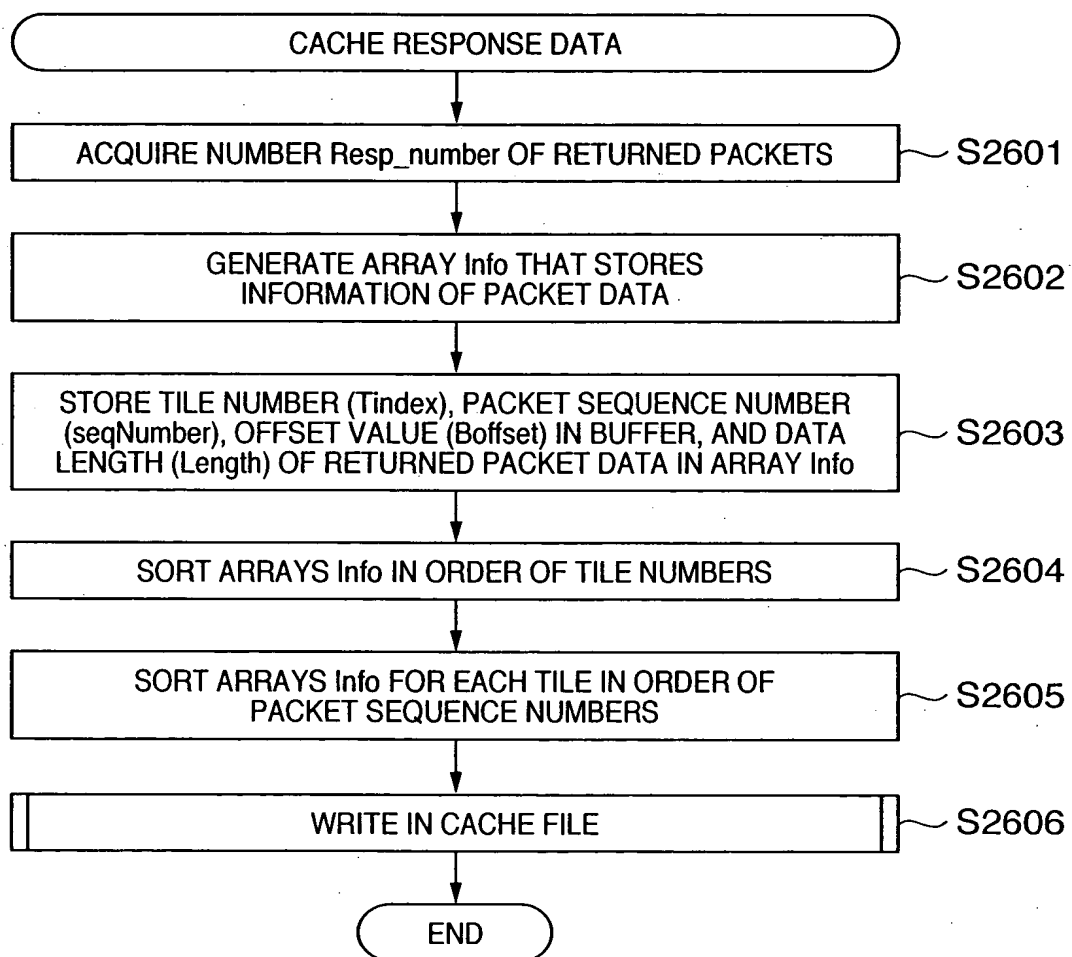 CACHE RESPONSE DATA
ACQUIRE NUMBER Resp_number OF RETURNED PACKETS
S2601
GENERATE ARRAY Info THAT STORES
INFORMATION OF PACKET DATA
S2602
STORE TILE NUMBER (Tindex), PACKET SEQUENCE NUMBER
(seqNumber), OFFSET VALUE (Boffset) IN BUFFER, AND DATA
LENGTH (Length) OF RETURNED PACKET DATA IN ARRAY Info
S2603
SORT ARRAYS Info IN ORDER OF TILE NUMBERS
S2604
SORT ARRAYS Info FOR EACH TILE IN ORDER OF
PACKET SEQUENCE NUMBERS
S2605
WRITE IN CACHE FILE
S2606
END